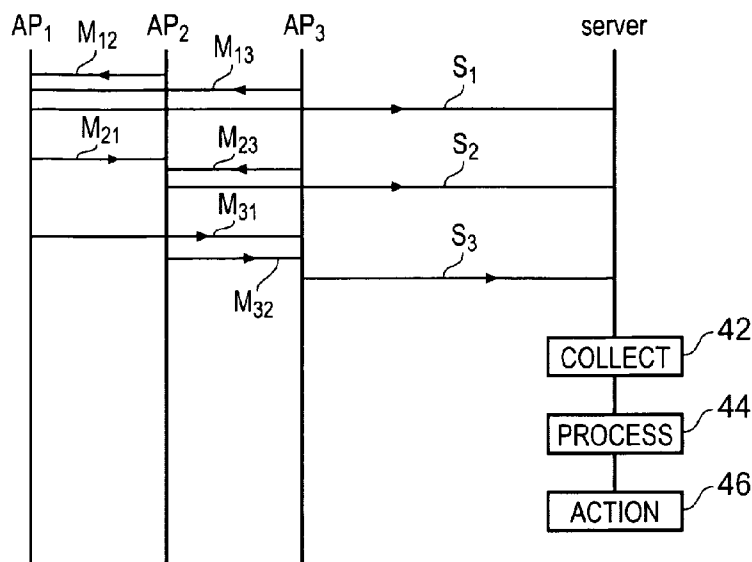 AP₁ AP₂ AP₃ server
M₁₂
M₁₃
S₁
M₂₁
M₂₃
S₂
M₃₁
S₃
M₃₂
COLLECT 42
PROCESS 44
ACTION 46